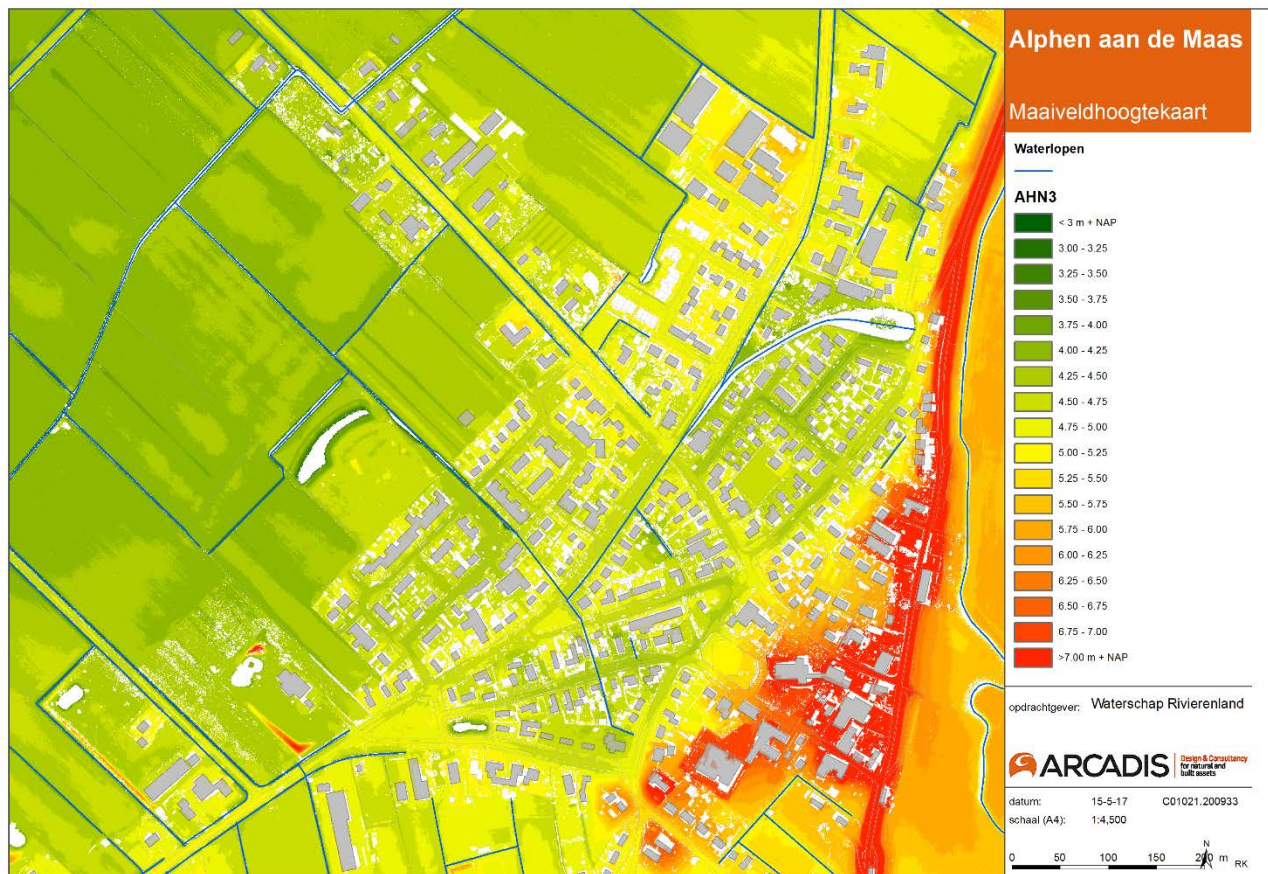 Alphen aan de Maas
Maaiveldhoogtekaart
Waterlopen
AHN3
< 3 m + NAP
3.00 - 3.25
3.25 - 3.50
3.50 - 3.75
3.75 - 4.00
4.00 - 4.25
4.25 - 4.50
4.50 - 4.75
4.75 - 5.00
5.00 - 5.25
5.25 - 5.50
5.50 - 5.75
5.75 - 6.00
6.00 - 6.25
6.25 - 6.50
6.50 - 6.75
6.75 - 7.00
>7.00 m + NAP
opdrachtgever: Waterschap Rivierenland
ARCADIS
Design & Consultancy
for natural and
built assets
datum: 15-5-17 C01021.200933
schaal (A4): 1:4,500
N
0 50 100 150 200 m
RK